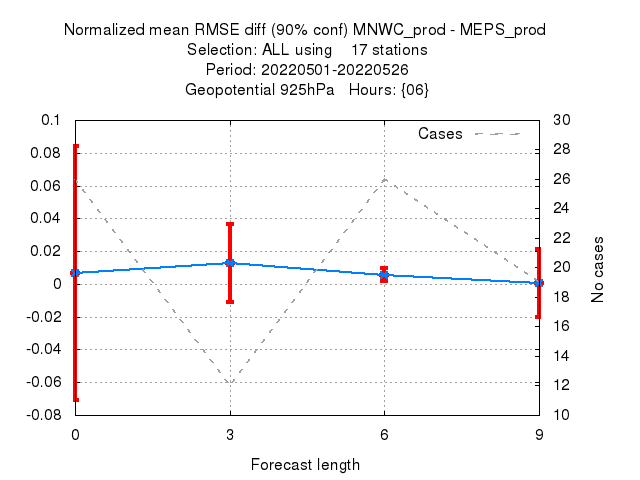 Normalized mean RMSE diff (90% conf) MNWC_prod - MEPS_prod
Selection: ALL using    17 stations
Period: 20220501-20220526
Geopotential 925hPa   Hours: {06}
Cases
0.1
0.08
0.06
0.04
0.02
0
-0.02
-0.04
-0.06
-0.08
30
28
26
24
22
20
18
16
14
12
10
No cases
0 3 6 9
Forecast length